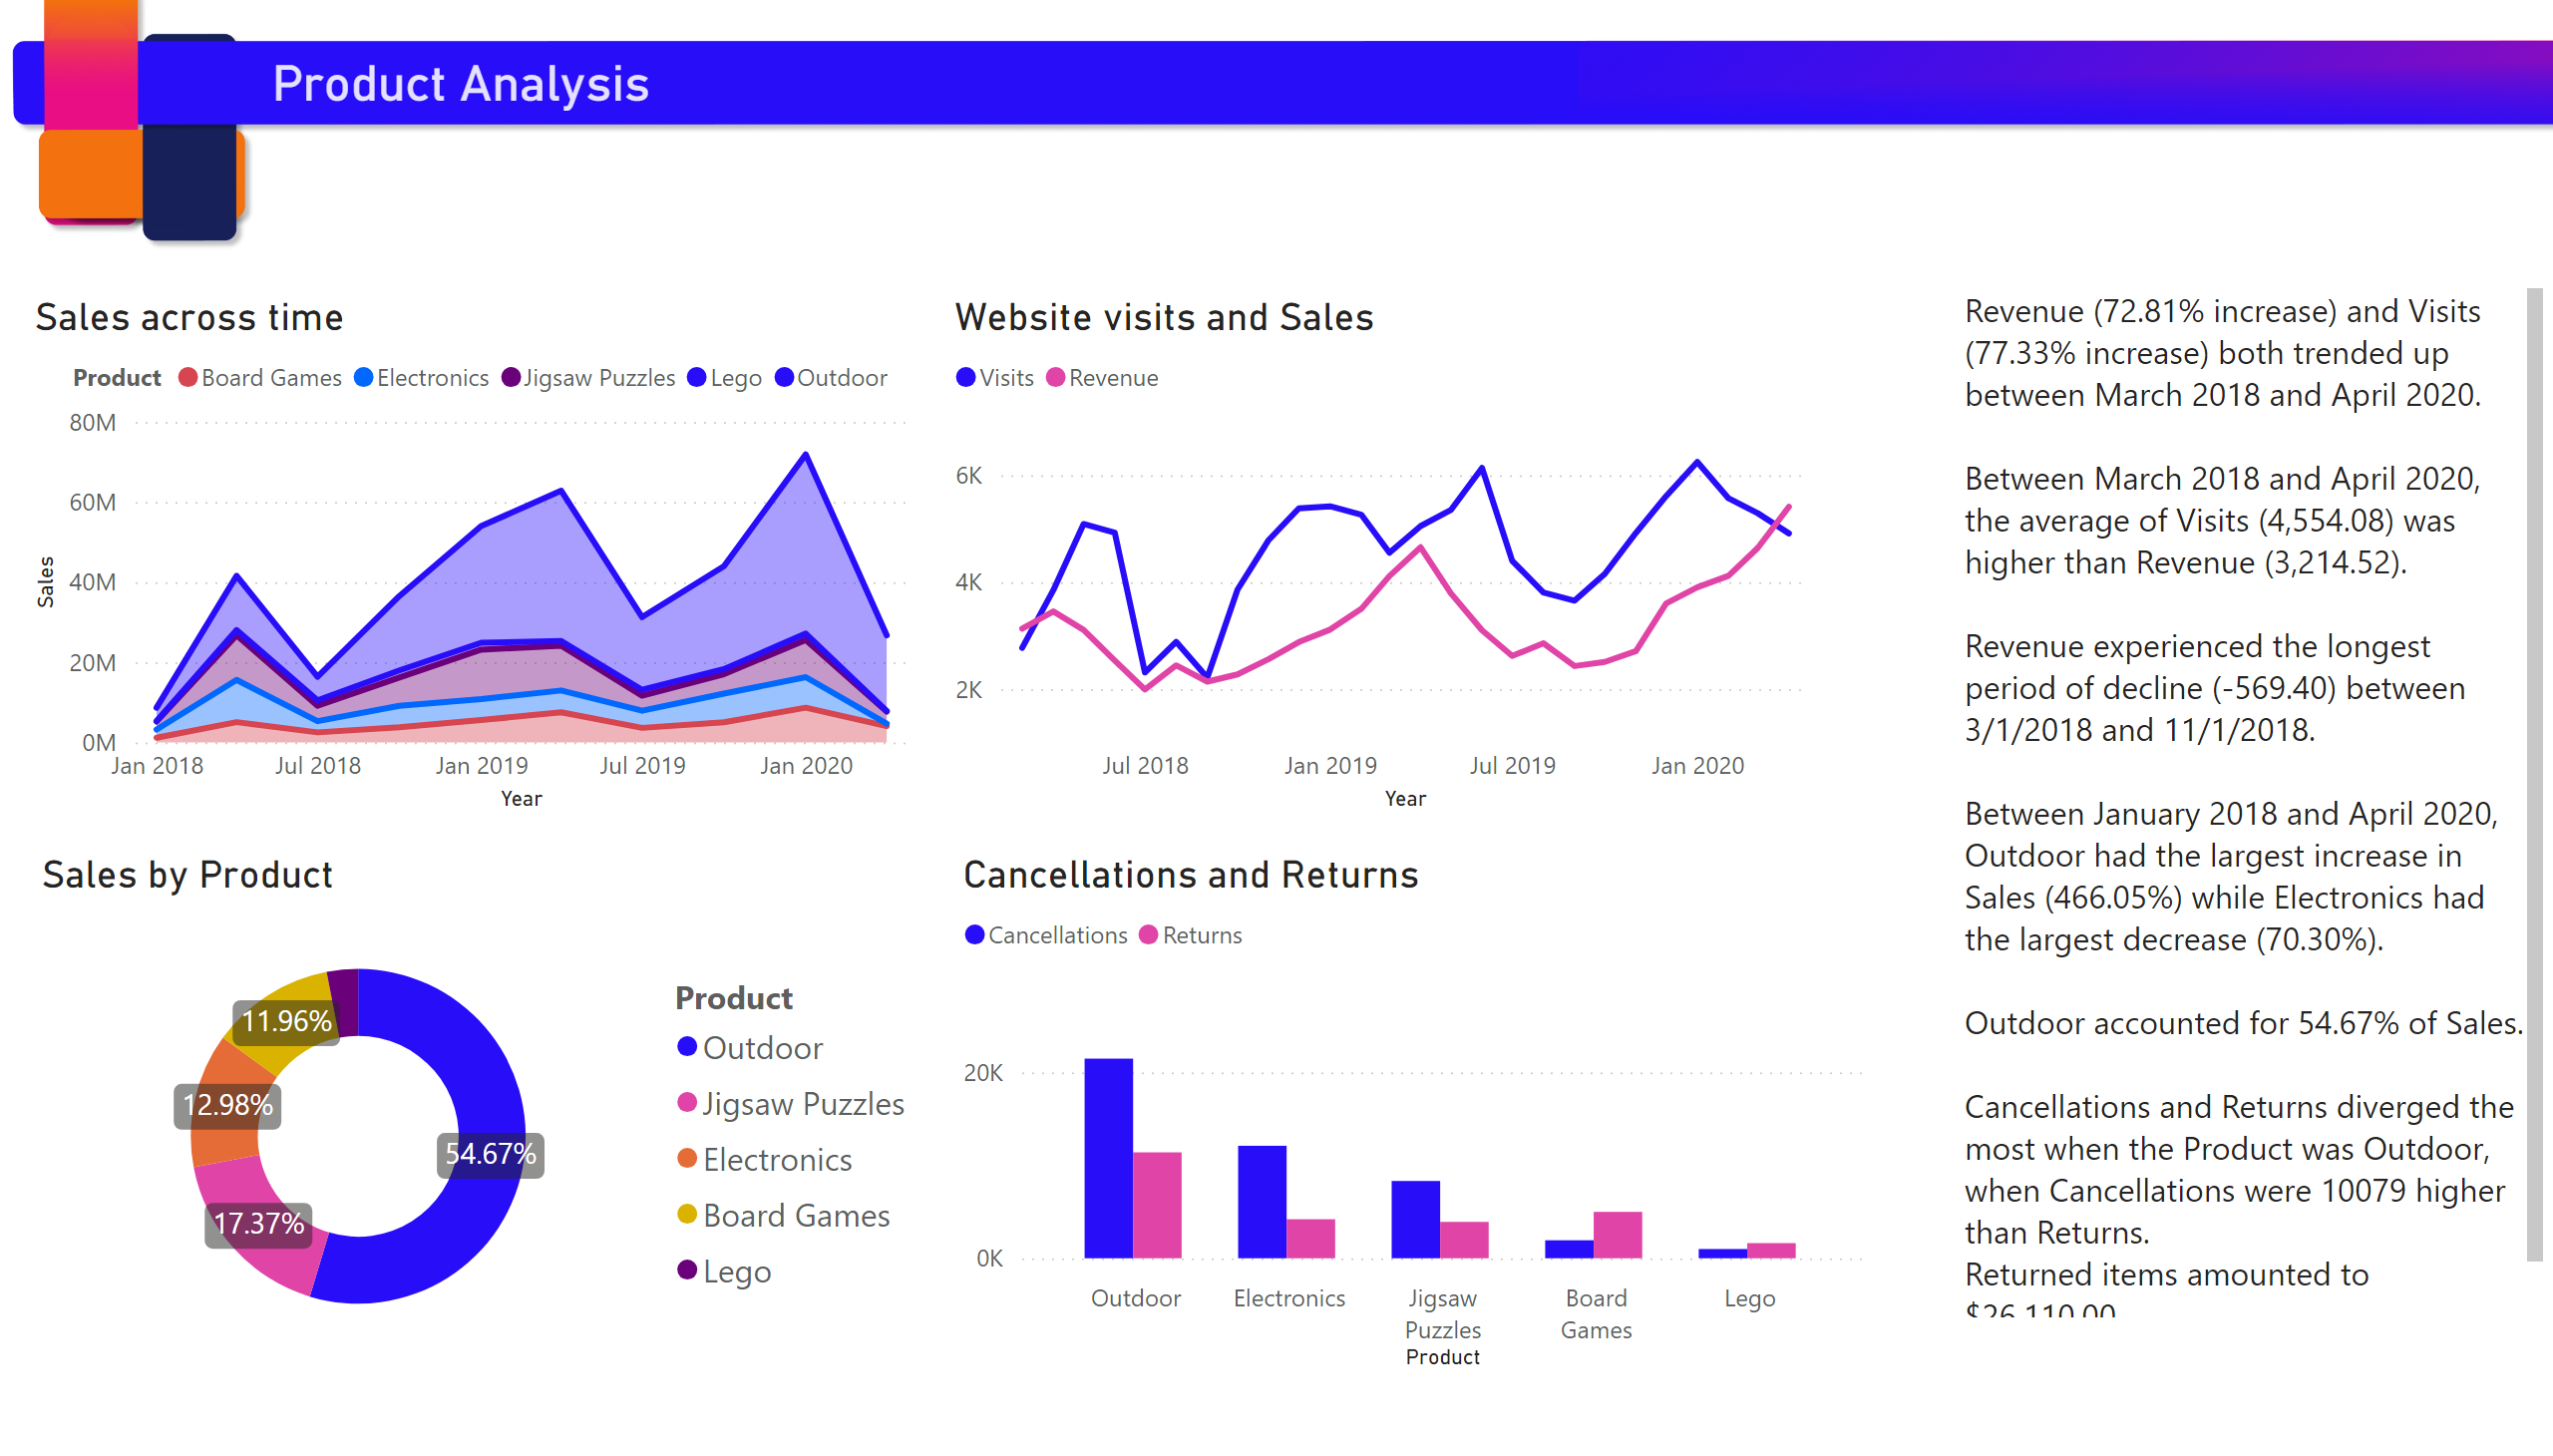 Product Analysis
Sales across time
Product Board Games Electronics Jigsaw Puzzles Lego Outdoor
80M
60M
40M
20M
0M
Sales
Jan 2018 Jul 2018 Jan 2019 Jul 2019 Jan 2020
Year
Website visits and Sales
Visits Revenue
6K
4K
2K
Jul 2018 Jan 2019 Jul 2019 Jan 2020
Year
Sales by Product
11.96%
12.98%
54.67%
17.37%
Product
Outdoor
Jigsaw Puzzles
Electronics
Board Games
Lego
Cancellations and Returns
Cancellations Returns
20K
0K
Outdoor Electronics Jigsaw Board Lego
Puzzles Games
Product
Revenue (72.81% increase) and Visits
(77.33% increase) both trended up
between March 2018 and April 2020.
Between March 2018 and April 2020,
the average of Visits (4,554.08) was
higher than Revenue (3,214.52).
Revenue experienced the longest
period of decline (-569.40) between
3/1/2018 and 11/1/2018.
Between January 2018 and April 2020,
Outdoor had the largest increase in
Sales (466.05%) while Electronics had
the largest decrease (70.30%).
Outdoor accounted for 54.67% of Sales.
Cancellations and Returns diverged the
most when the Product was Outdoor,
when Cancellations were 10079 higher
than Returns.
Returned items amounted to
$26,110.00